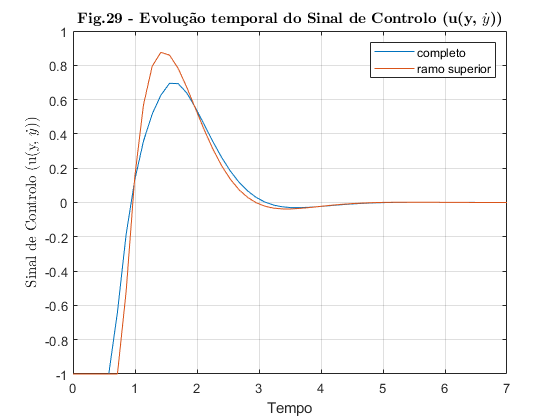 Fig.29 - Evolução temporal do Sinal de Controlo (u(y, ẏ))
completo
ramo superior
Sinal de Controlo (u(y, ẏ))
1
0.8
0.6
0.4
0.2
0
-0.2
-0.4
-0.6
-0.8
-1
0 1 2 3 4 5 6 7
Tempo